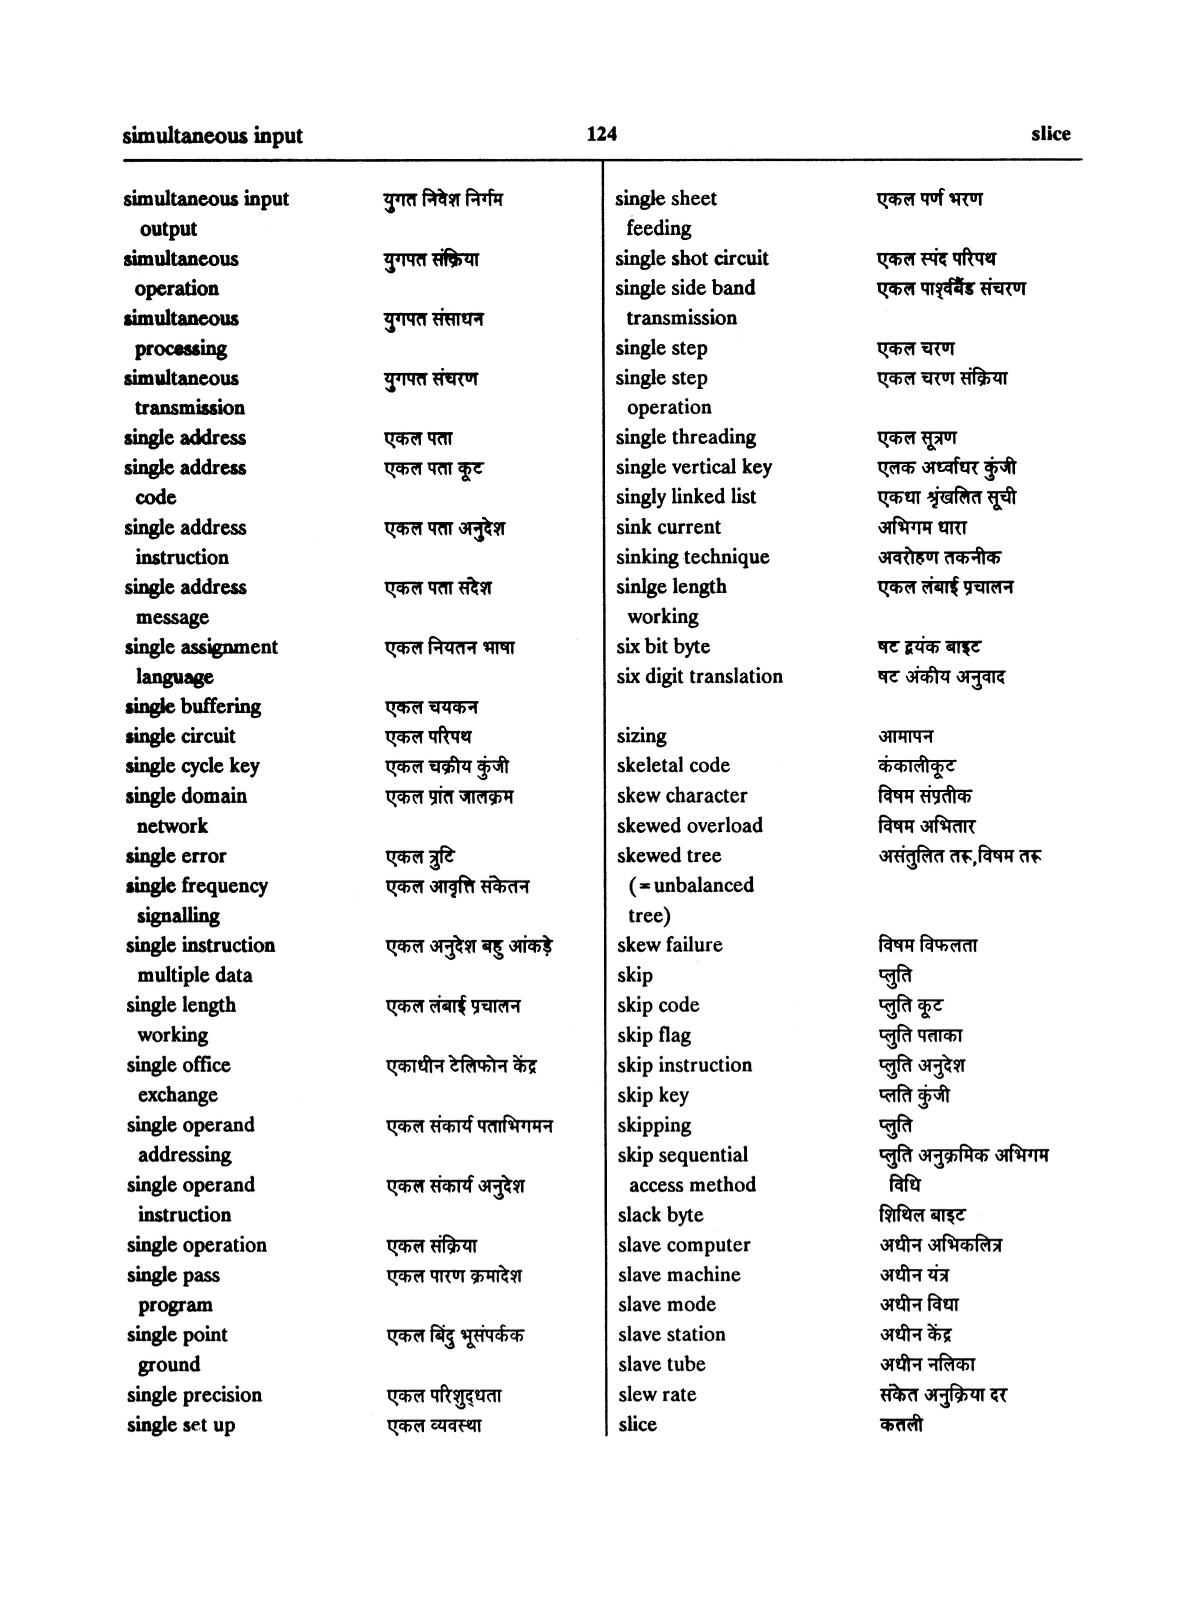 simultaneous input 124 slice
simultaneous input युगत निवेश निर्गम
output
simultaneous युगपत संक्रिया
operation
simultaneous युगपत संसाधन
processing
simultaneous युगपत संचरण
transmission
single address एकल पता
single address एकल पता कूट
code
single address एकल पता अनुदेश
instruction
single address एकल पता संदेश
message
single assignment एकल नियतन भाषा
language
single buffering एकल चयकन
single circuit एकल परिपथ
single cycle key एकल चक्रीय कुंजी
single domain एकल प्रांत जालक्रम
network
single error एकल त्रुटि
single frequency एकल आवृत्ति संकेतन
signalling
single instruction एकल अनुदेश बहु आंकड़े
multiple data
single length एकल लंबाई प्रचालन
working
single office एकाधीन टेलिफोन केंद्र
exchange
single operand एकल संकार्य पताभिगमन
addressing
single operand एकल संकार्य अनुदेश
instruction
single operation एकल संक्रिया
single pass एकल पारण क्रमादेश
program
single point एकल बिंदु भूसंपर्कक
ground
single precision एकल परिशुद्धता
single set up एकल व्यवस्था
single sheet एकल पर्ण भरण
feeding
single shot circuit एकल स्पंद परिपथ
single side band एकल पार्श्वबैंड संचरण
transmission
single step एकल चरण
single step एकल चरण संक्रिया
operation
single threading एकल सूत्रण
single vertical key एलक अर्ध्वाधर कुंजी
singly linked list एकधा श्रृंखलित सूची
sink current अभिगम धारा
sinking technique अवरोहण तकनीक
sinlge length एकल लंबाई प्रचालन
working
six bit byte षट द्वयंक बाइट
six digit translation षट अंकीय अनुवाद
sizing आमापन
skeletal code कंकालीकूट
skew character विषम संप्रतीक
skewed overload विषम अभितार
skewed tree असंतुलित तरू,विषम तरू
(=unbalanced
tree)
skew failure विषम विफलता
skip प्लुति
skip code प्लुति कूट
skip flag प्लुति पताका
skip instruction प्लुति अनुदेश
skip key प्लति कुंजी
skipping प्लुति
skip sequential प्लुति अनुक्रमिक अभिगम
access method विधि
slack byte शिथिल बाइट
slave computer अधीन अभिकलित्र
slave machine अधीन यंत्र
slave mode अधीन विधा
slave station अधीन केंद्र
slave tube अधीन नलिका
slew rate संकेत अनुक्रिया दर
slice कतली